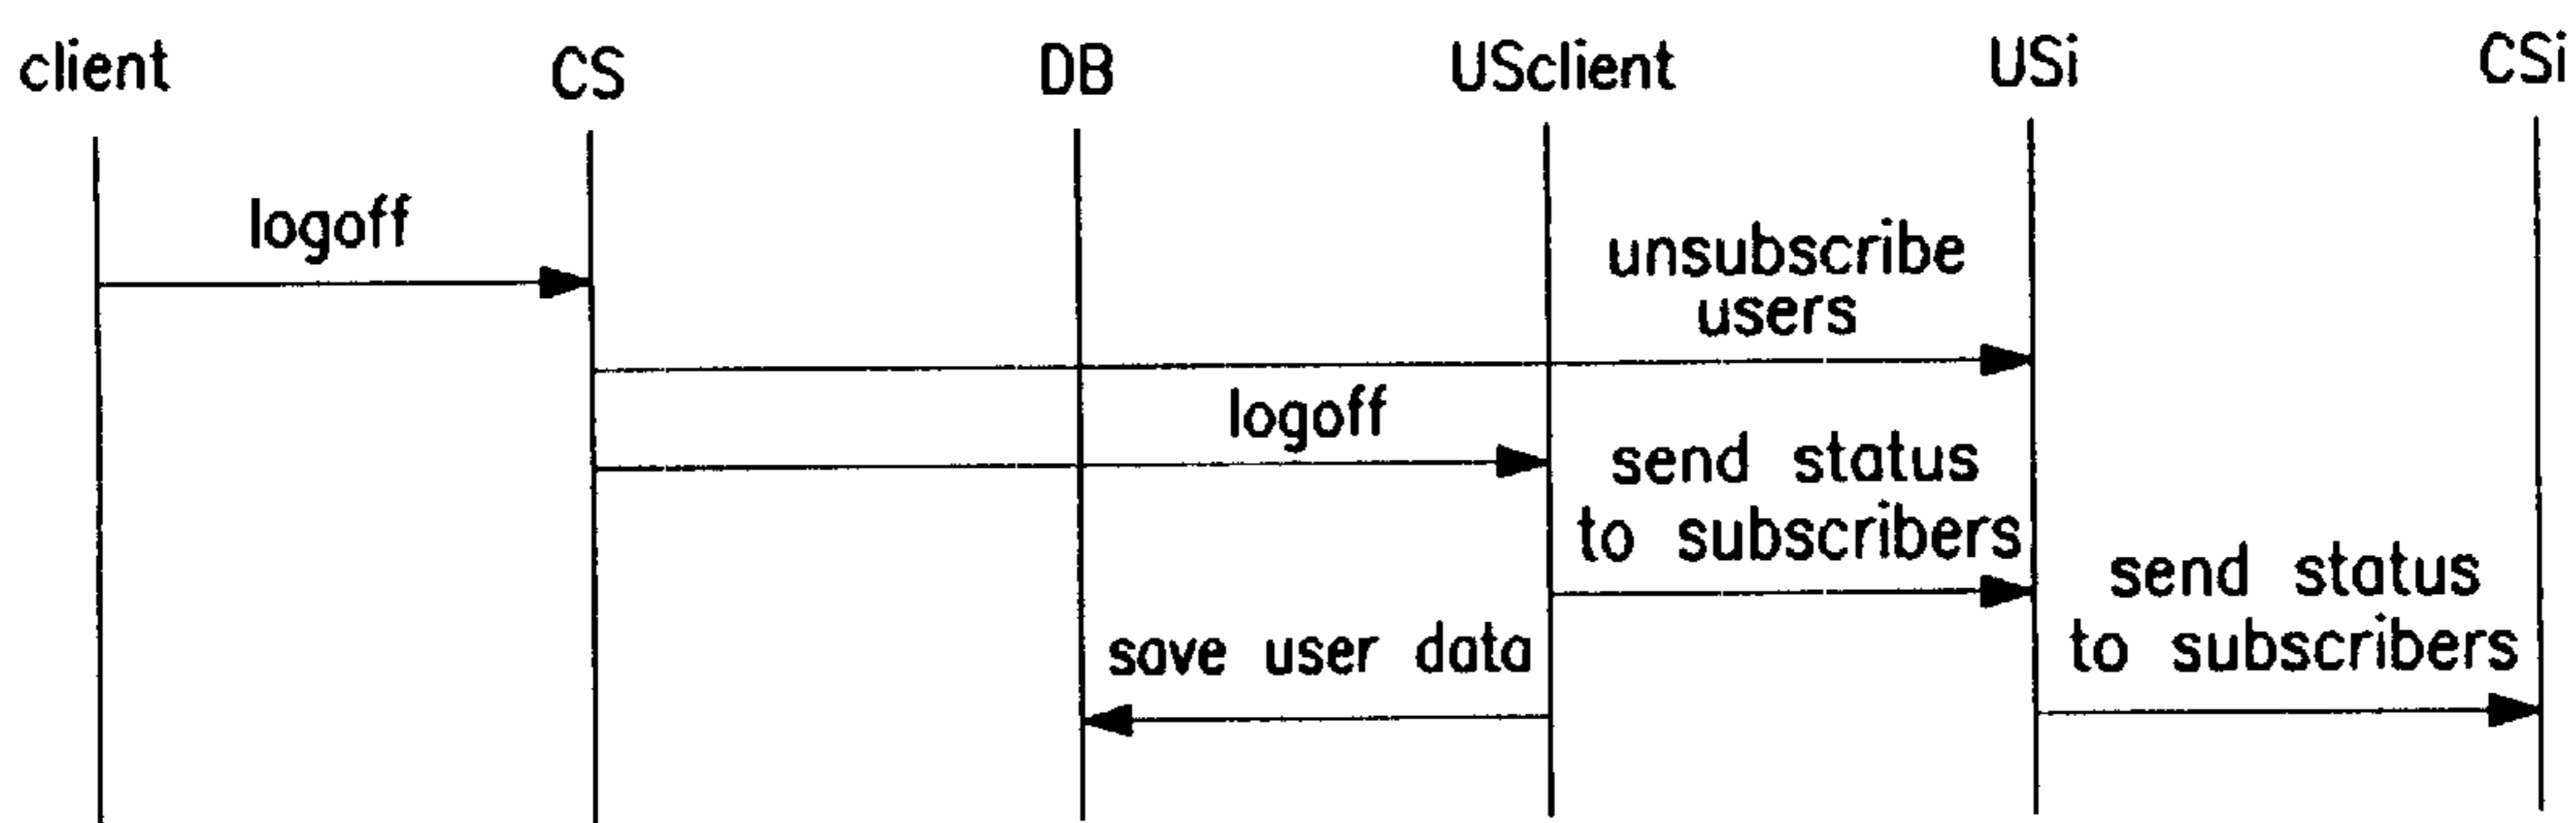 client CS DB USclient USi CSi
logoff
unsubscribe
users
logoff
send status
to subscribers
send status
to subscribers
save user data